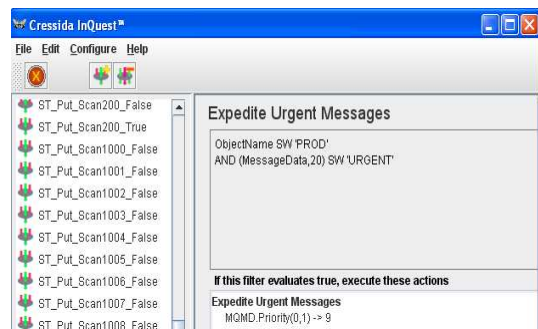 Cressida InQuest™
File Edit Configure Help
ST_Put_Scan200_False
ST_Put_Scan200_True
ST_Put_Scan1000_False
ST_Put_Scan1001_False
ST_Put_Scan1002_False
ST_Put_Scan1003_False
ST_Put_Scan1004_False
ST_Put_Scan1005_False
ST_Put_Scan1006_False
ST_Put_Scan1007_False
ST_Put_Scan1008_False
Expedite Urgent Messages
ObjectName SW 'PROD'
AND (MessageData,20) SW 'URGENT'
If this filter evaluates true, execute these actions
Expedite Urgent Messages
MQMD.Priority(0,1) -> 9